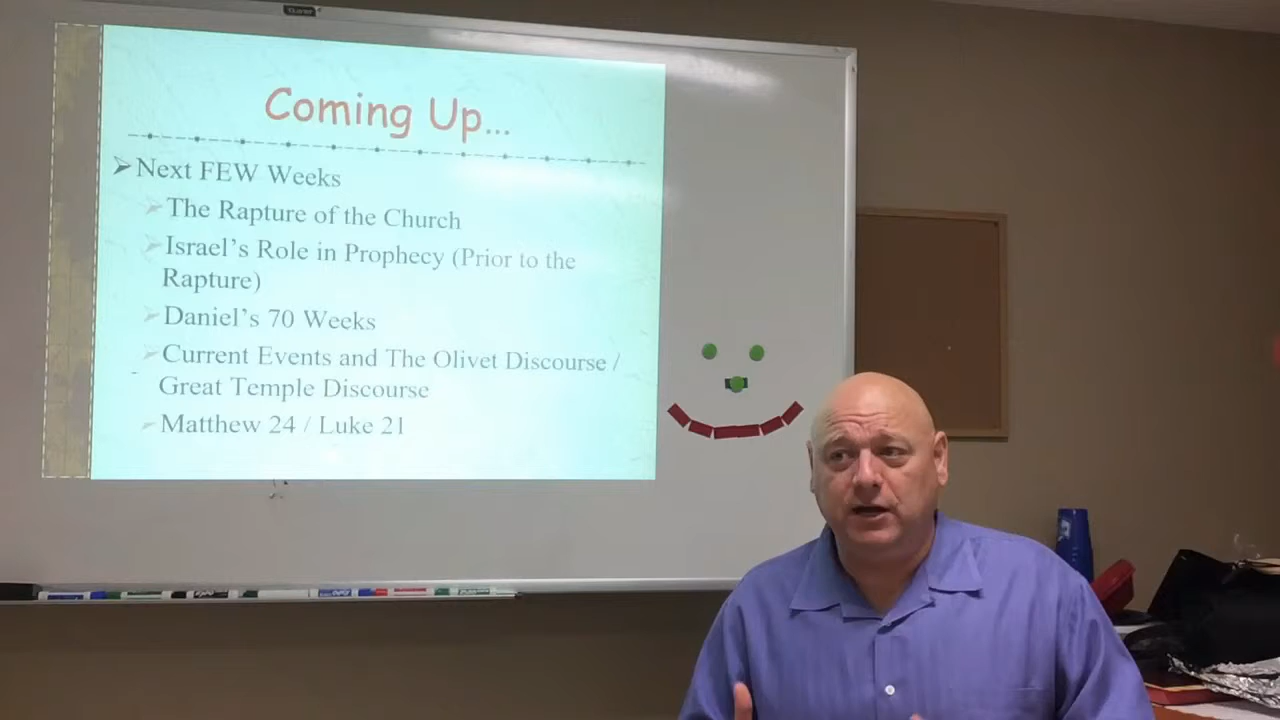 Coming Up...
Next FEW Weeks
The Rapture of the Church
Israel's Role in Prophecy (Prior to the
Rapture)
Daniel's 70 Weeks
Current Events and The Olivet Discourse /
Great Temple Discourse
Matthew 24 / Luke 21